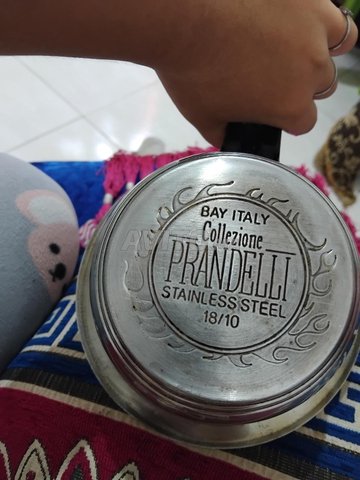 BAY ITALY
Collezione
PRANDELLI
STAINLESS STEEL
18/10